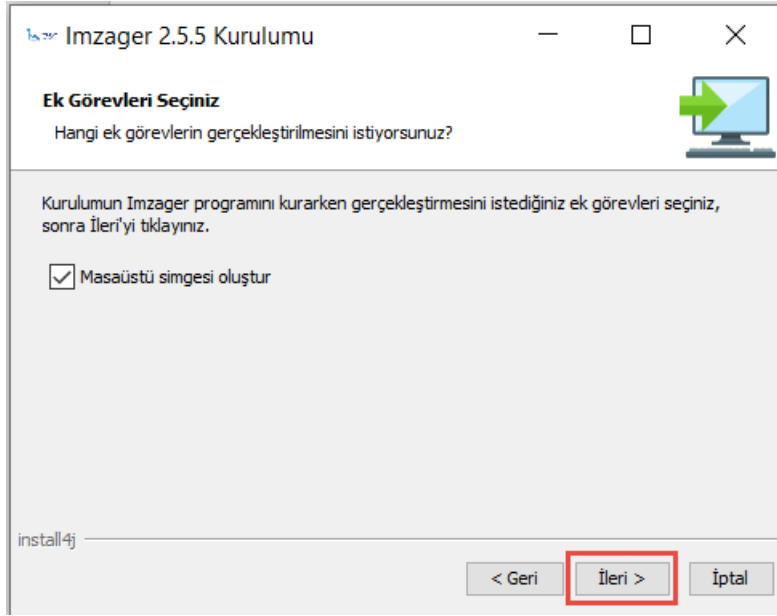 Imzager 2.5.5 Kurulumu
Ek Görevleri Seçiniz
Hangi ek görevlerin gerçekleştirilmesini istiyorsunuz?
Kurulumun Imzager programını kurarken gerçekleştirmesini istediğiniz ek görevleri seçiniz,
sonra İleri'yi tıklayınız.
Masaüstü simgesi oluştur
install4j
< Geri İleri > İptal